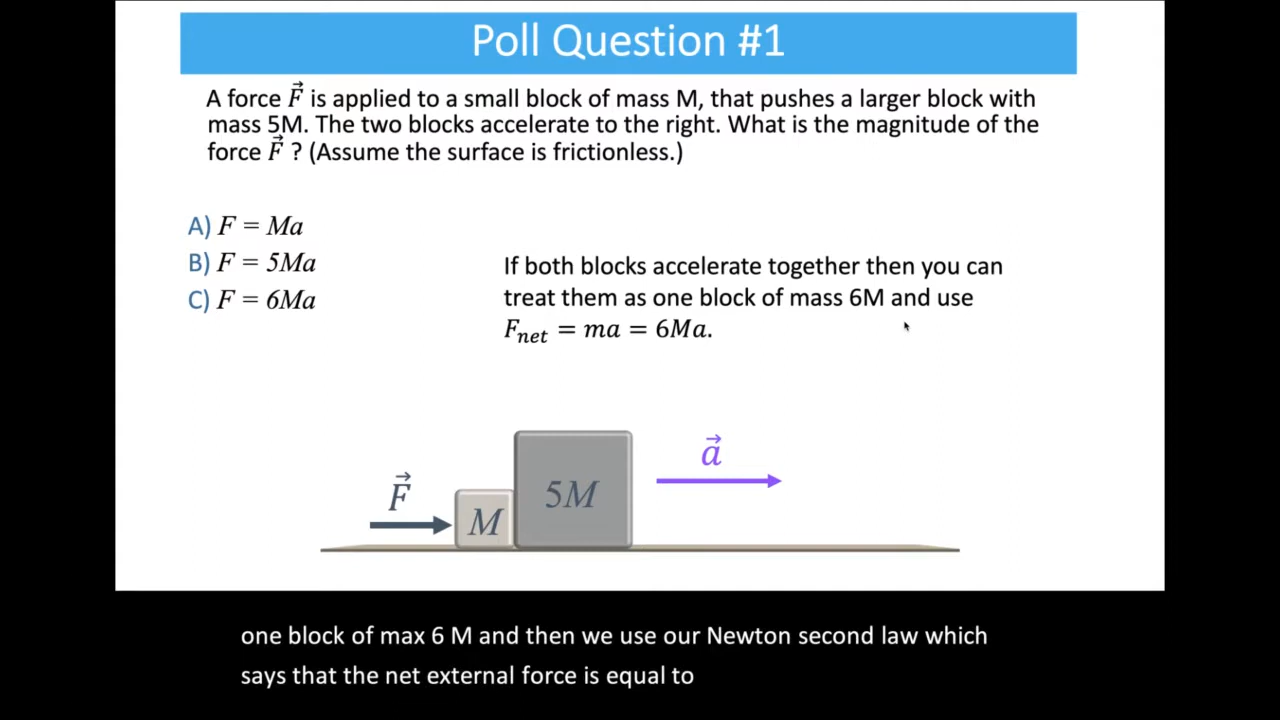 Poll Question #1
A force F⃗ is applied to a small block of mass M, that pushes a larger block with
mass 5M. The two blocks accelerate to the right. What is the magnitude of the
force F⃗ ? (Assume the surface is frictionless.)
A) F = Ma
B) F = 5Ma
C) F = 6Ma
If both blocks accelerate together then you can
treat them as one block of mass 6M and use
Fₙₑₜ = ma = 6Ma.
F⃗
M
5M
a⃗
one block of max 6 M and then we use our Newton second law which
says that the net external force is equal to